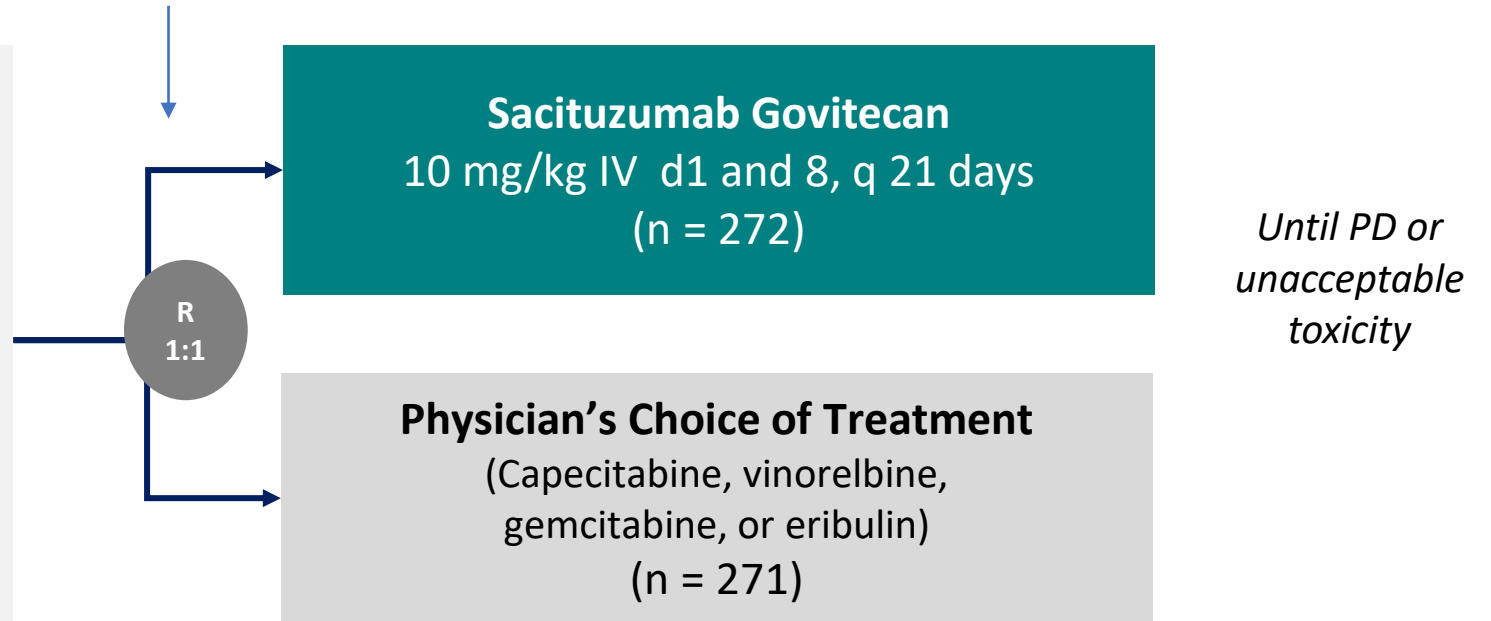 Sacituzumab Govitecan
10 mg/kg IV  d1 and 8, q 21 days
(n = 272)
Until PD or
unacceptable
toxicity
R
1:1
Physician’s Choice of Treatment
(Capecitabine, vinorelbine,
gemcitabine, or eribulin)
(n = 271)